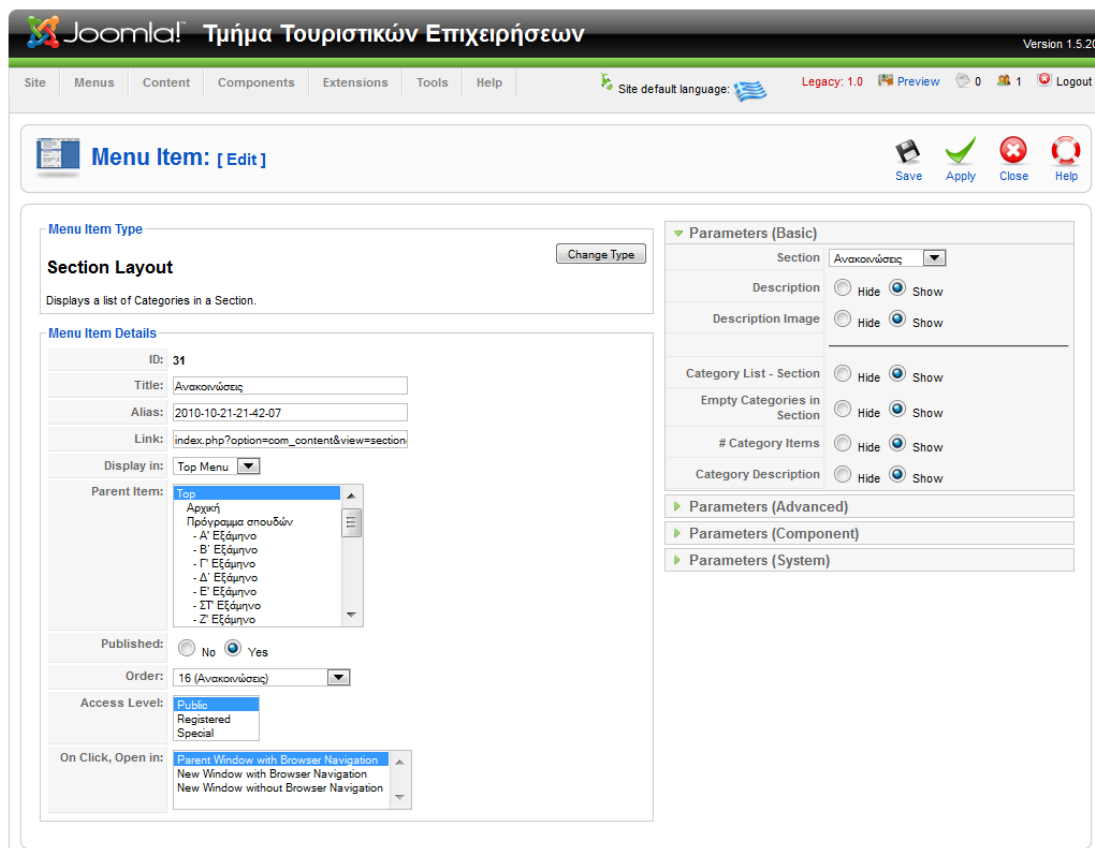 Joomla! Τμήμα Τουριστικών Επιχειρήσεων
Version 1.5.20
Site Menus Content Components Extensions Tools Help
Site default language:
Legacy: 1.0 Preview 0 1 Logout
Menu Item: [ Edit ]
Save Apply Close Help
Menu Item Type
Change Type
Section Layout
Displays a list of Categories in a Section.
Menu Item Details
ID: 31
Title: Ανακοινώσεις
Alias: 2010-10-21-21-42-07
Link: index.php?option=com_content&view=section
Display in: Top Menu
Parent Item: Top
Αρχική
Πρόγραμμα σπουδών
- Α' Εξάμηνο
- Β' Εξάμηνο
- Γ' Εξάμηνο
- Δ' Εξάμηνο
- Ε' Εξάμηνο
- ΣΤ' Εξάμηνο
- Ζ' Εξάμηνο
Published: No Yes
Order: 16 (Ανακοινώσεις)
Access Level: Public
Registered
Special
On Click, Open in: Parent Window with Browser Navigation
New Window with Browser Navigation
New Window without Browser Navigation
Parameters (Basic)
Section Ανακοινώσεις
Description Hide Show
Description Image Hide Show
Category List - Section Hide Show
Empty Categories in
Section Hide Show
# Category Items Hide Show
Category Description Hide Show
Parameters (Advanced)
Parameters (Component)
Parameters (System)